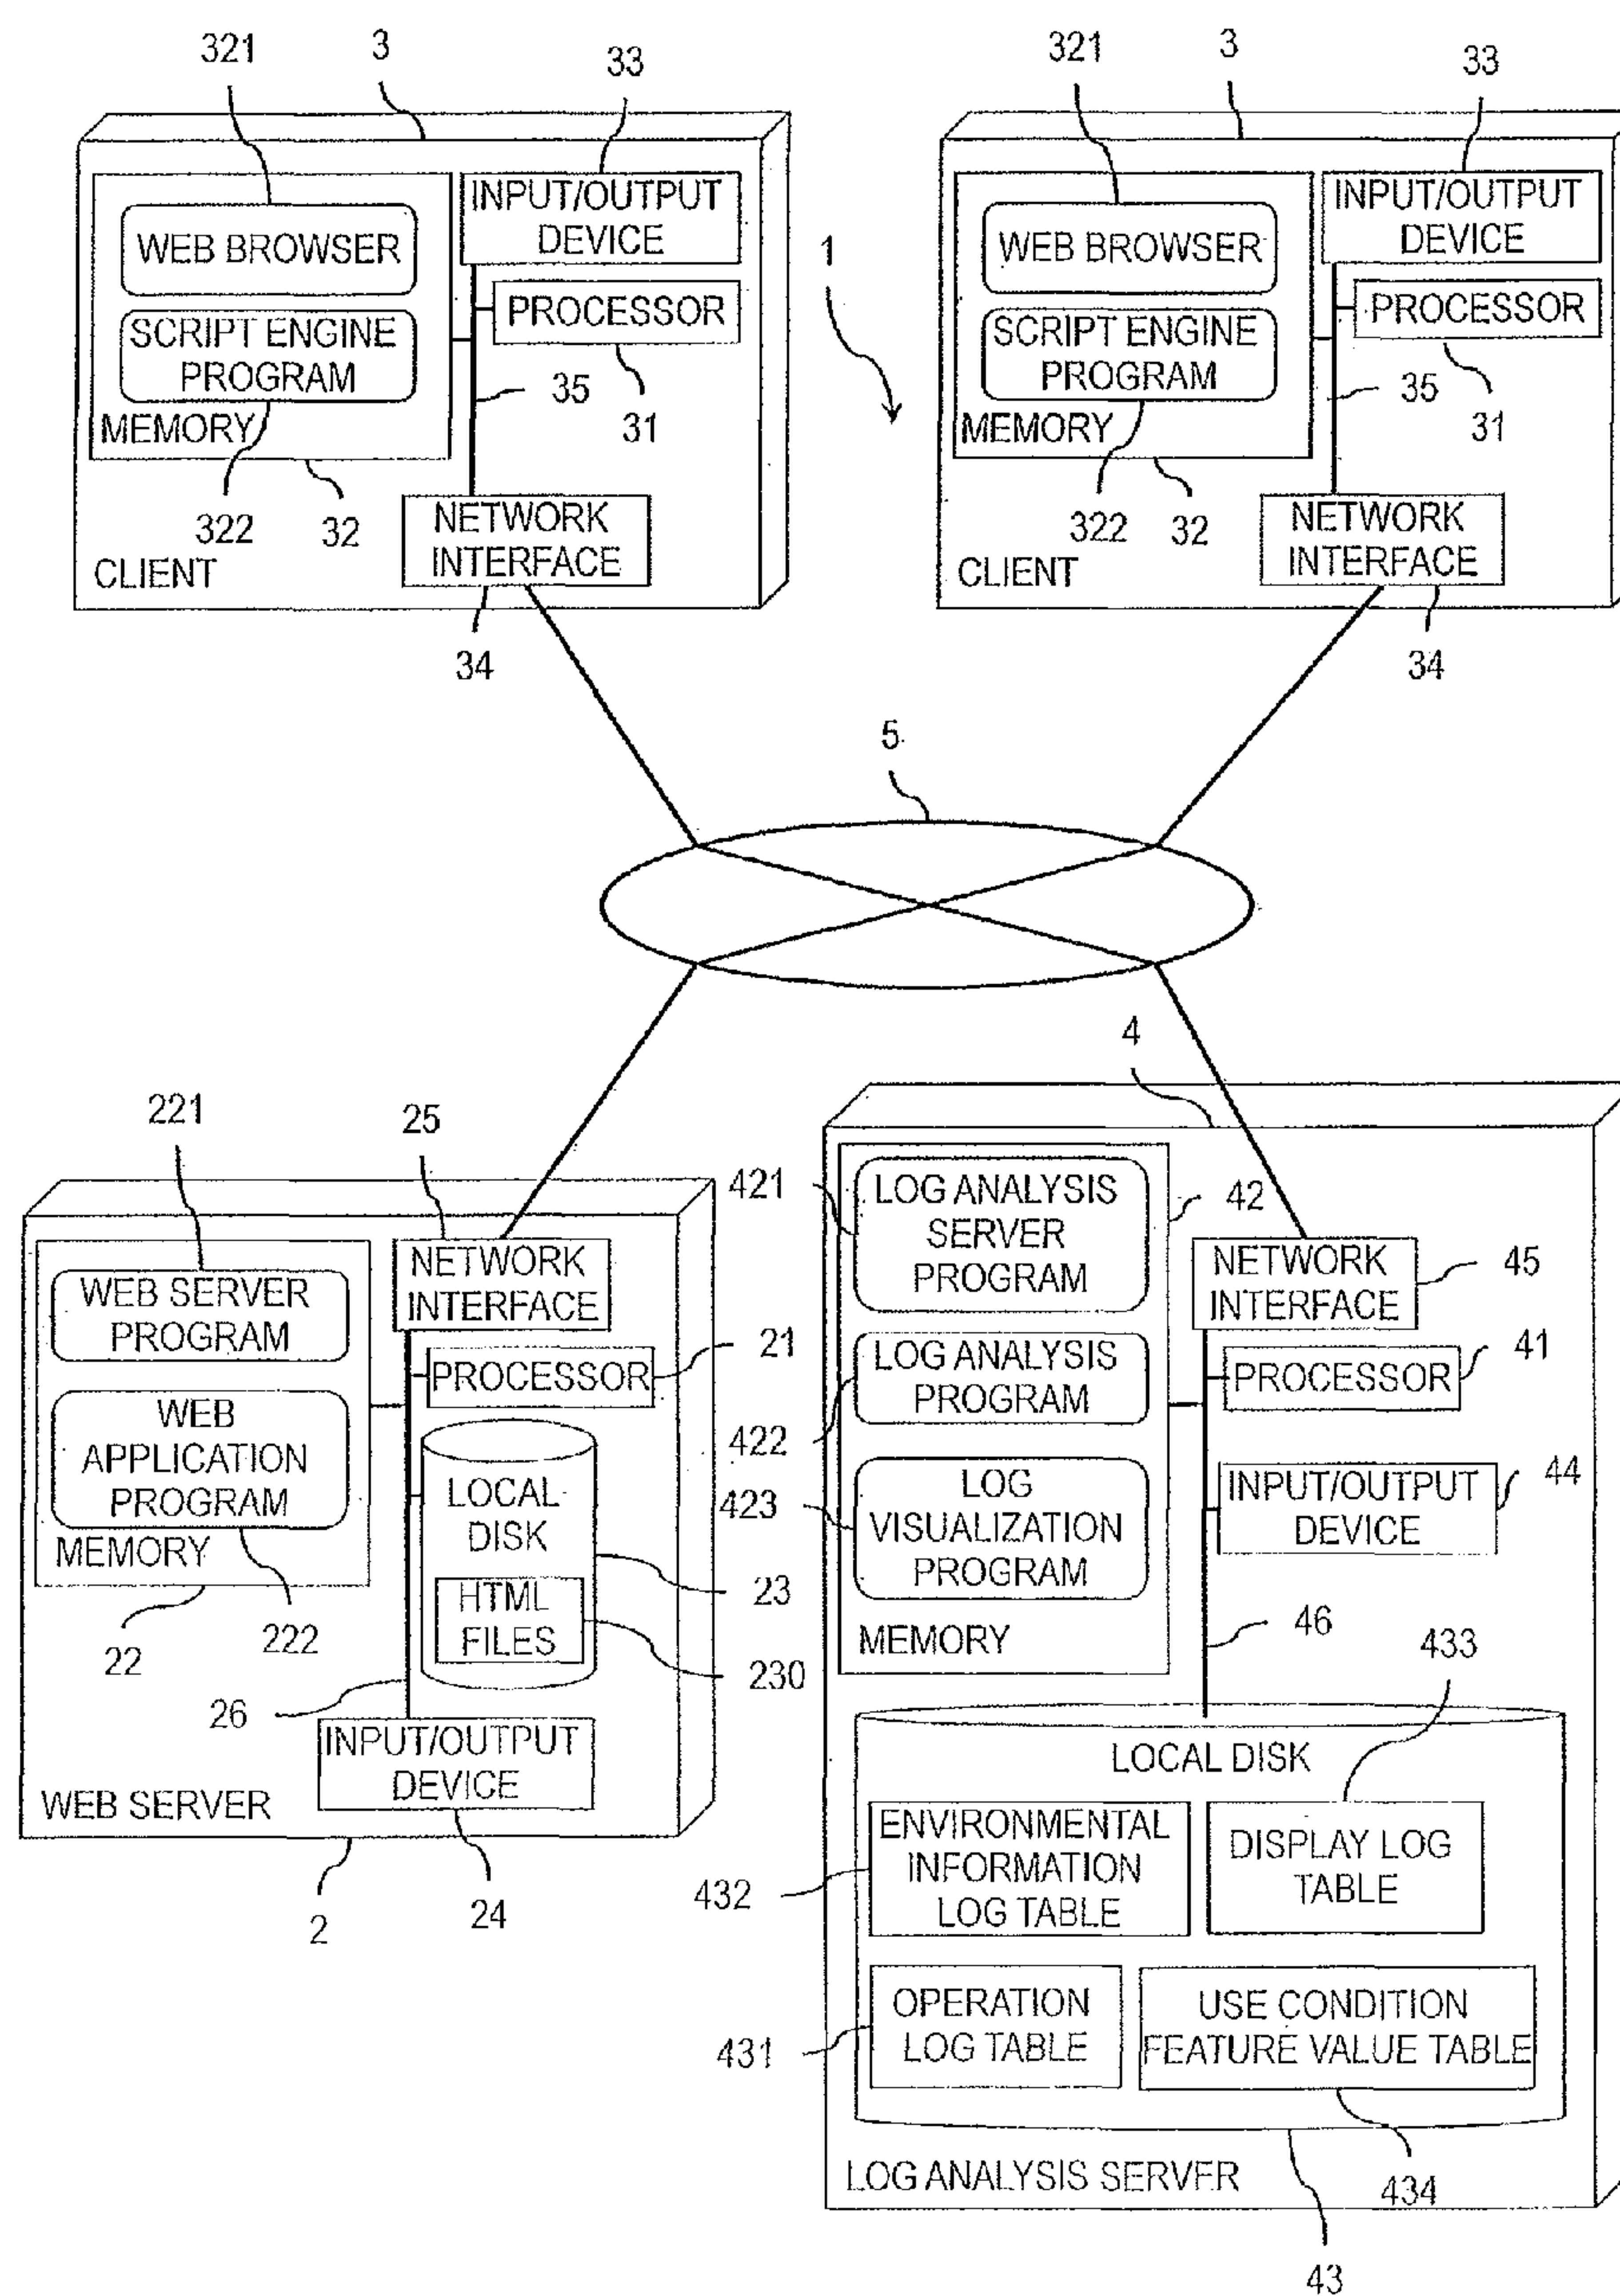 321
3
33
INPUT/OUTPUT
DEVICE
WEB BROWSER
PROCESSOR
SCRIPT ENGINE
PROGRAM
35
31
MEMORY
322
32
NETWORK
INTERFACE
CLIENT
34
1
321
3
33
INPUT/OUTPUT
DEVICE
WEB BROWSER
PROCESSOR
SCRIPT ENGINE
PROGRAM
35
31
MEMORY
322
32
NETWORK
INTERFACE
CLIENT
34
5
221
25
NETWORK
INTERFACE
WEB SERVER
PROGRAM
PROCESSOR
21
WEB
APPLICATION
PROGRAM
MEMORY
LOCAL
DISK
23
HTML
FILES
22
222
230
26
INPUT/OUTPUT
DEVICE
WEB SERVER
2
24
4
421
LOG ANALYSIS
SERVER
PROGRAM
42
NETWORK
INTERFACE
45
LOG ANALYSIS
PROGRAM
PROCESSOR
41
422
423
LOG
VISUALIZATION
PROGRAM
INPUT/OUTPUT
DEVICE
44
MEMORY
46
433
LOCAL DISK
ENVIRONMENTAL
INFORMATION
LOG TABLE
432
DISPLAY LOG
TABLE
OPERATION
LOG TABLE
431
USE CONDITION
FEATURE VALUE TABLE
LOG ANALYSIS SERVER
434
43